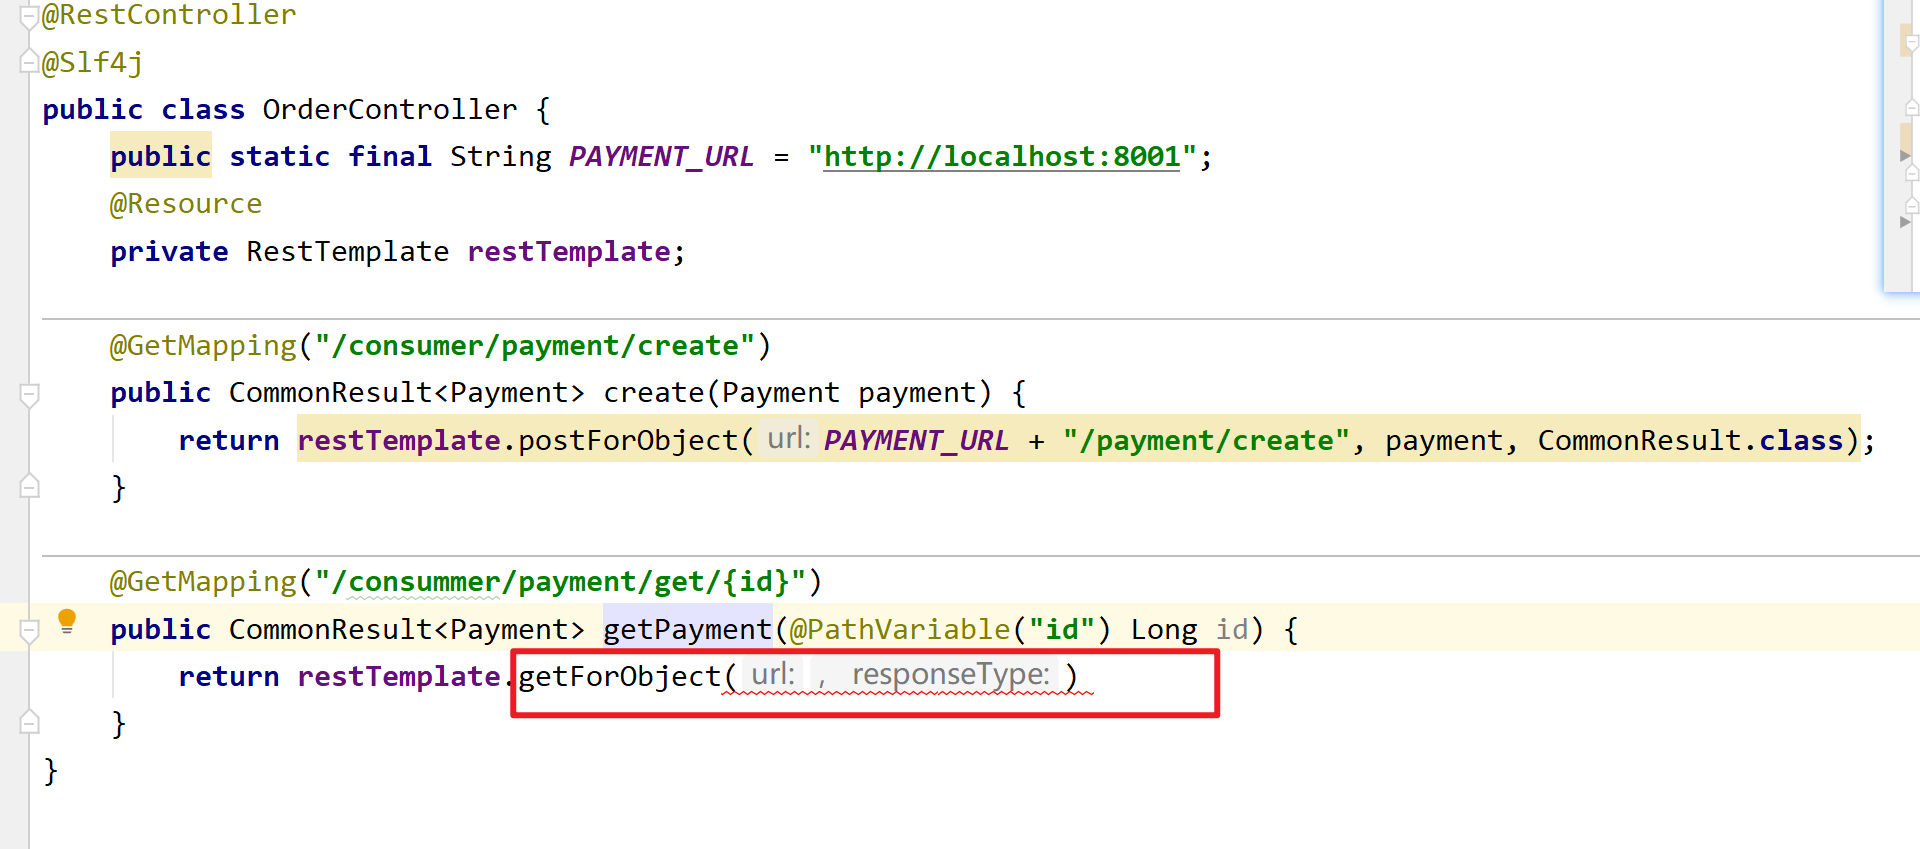 @RestController
@Slf4j
public class OrderController {
    public static final String PAYMENT_URL = "http://localhost:8001";
    @Resource
    private RestTemplate restTemplate;
    @GetMapping("/consumer/payment/create")
    public CommonResult<Payment> create(Payment payment) {
        return restTemplate.postForObject( url: PAYMENT_URL + "/payment/create", payment, CommonResult.class);
    }
    @GetMapping("/consummer/payment/get/{id}")
    public CommonResult<Payment> getPayment(@PathVariable("id") Long id) {
        return restTemplate.getForObject( url: , responseType: )
    }
}